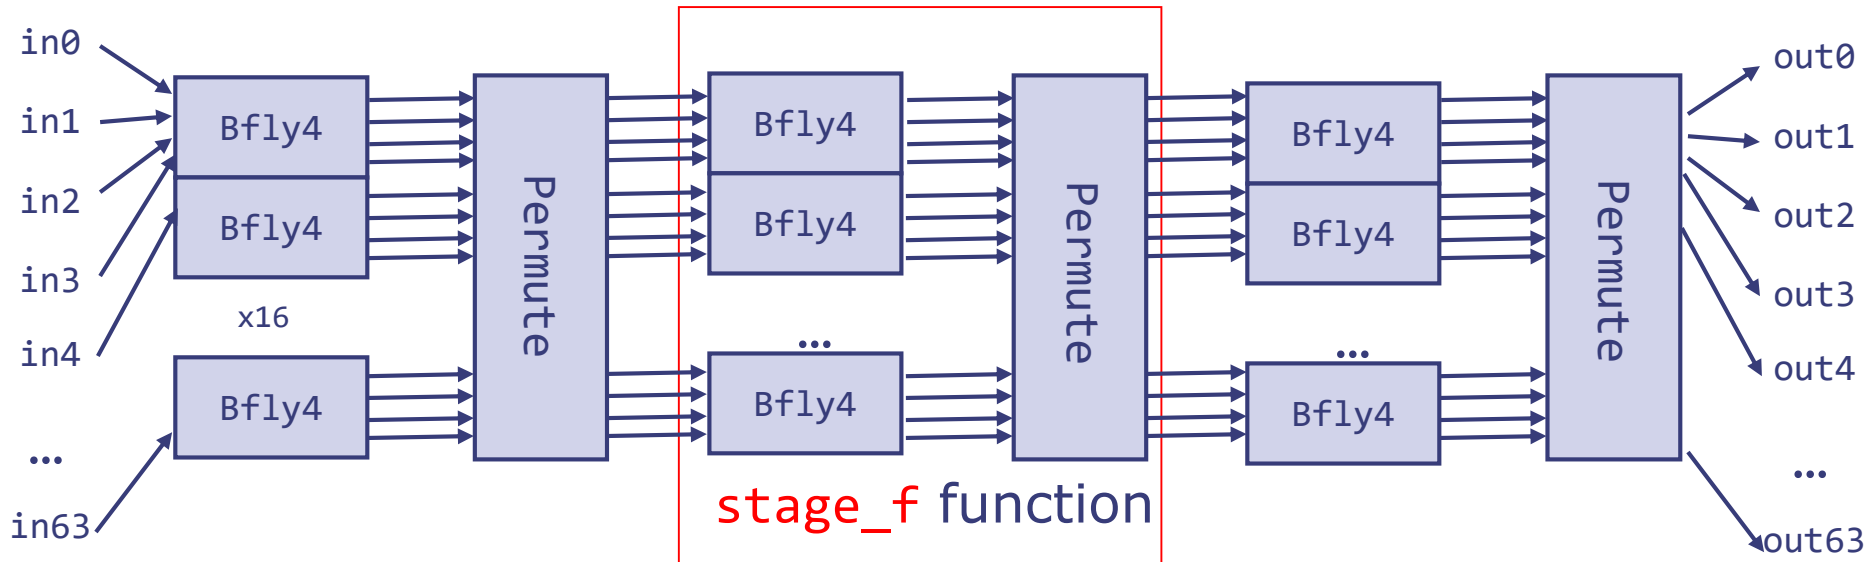 in0
in1
in2
in3
in4
...
in63
Bfly4
Bfly4
x16
Bfly4
Permute
Bfly4
Bfly4
...
Bfly4
Permute
stage_f function
Bfly4
Bfly4
...
Bfly4
Permute
out0
out1
out2
out3
out4
...
out63